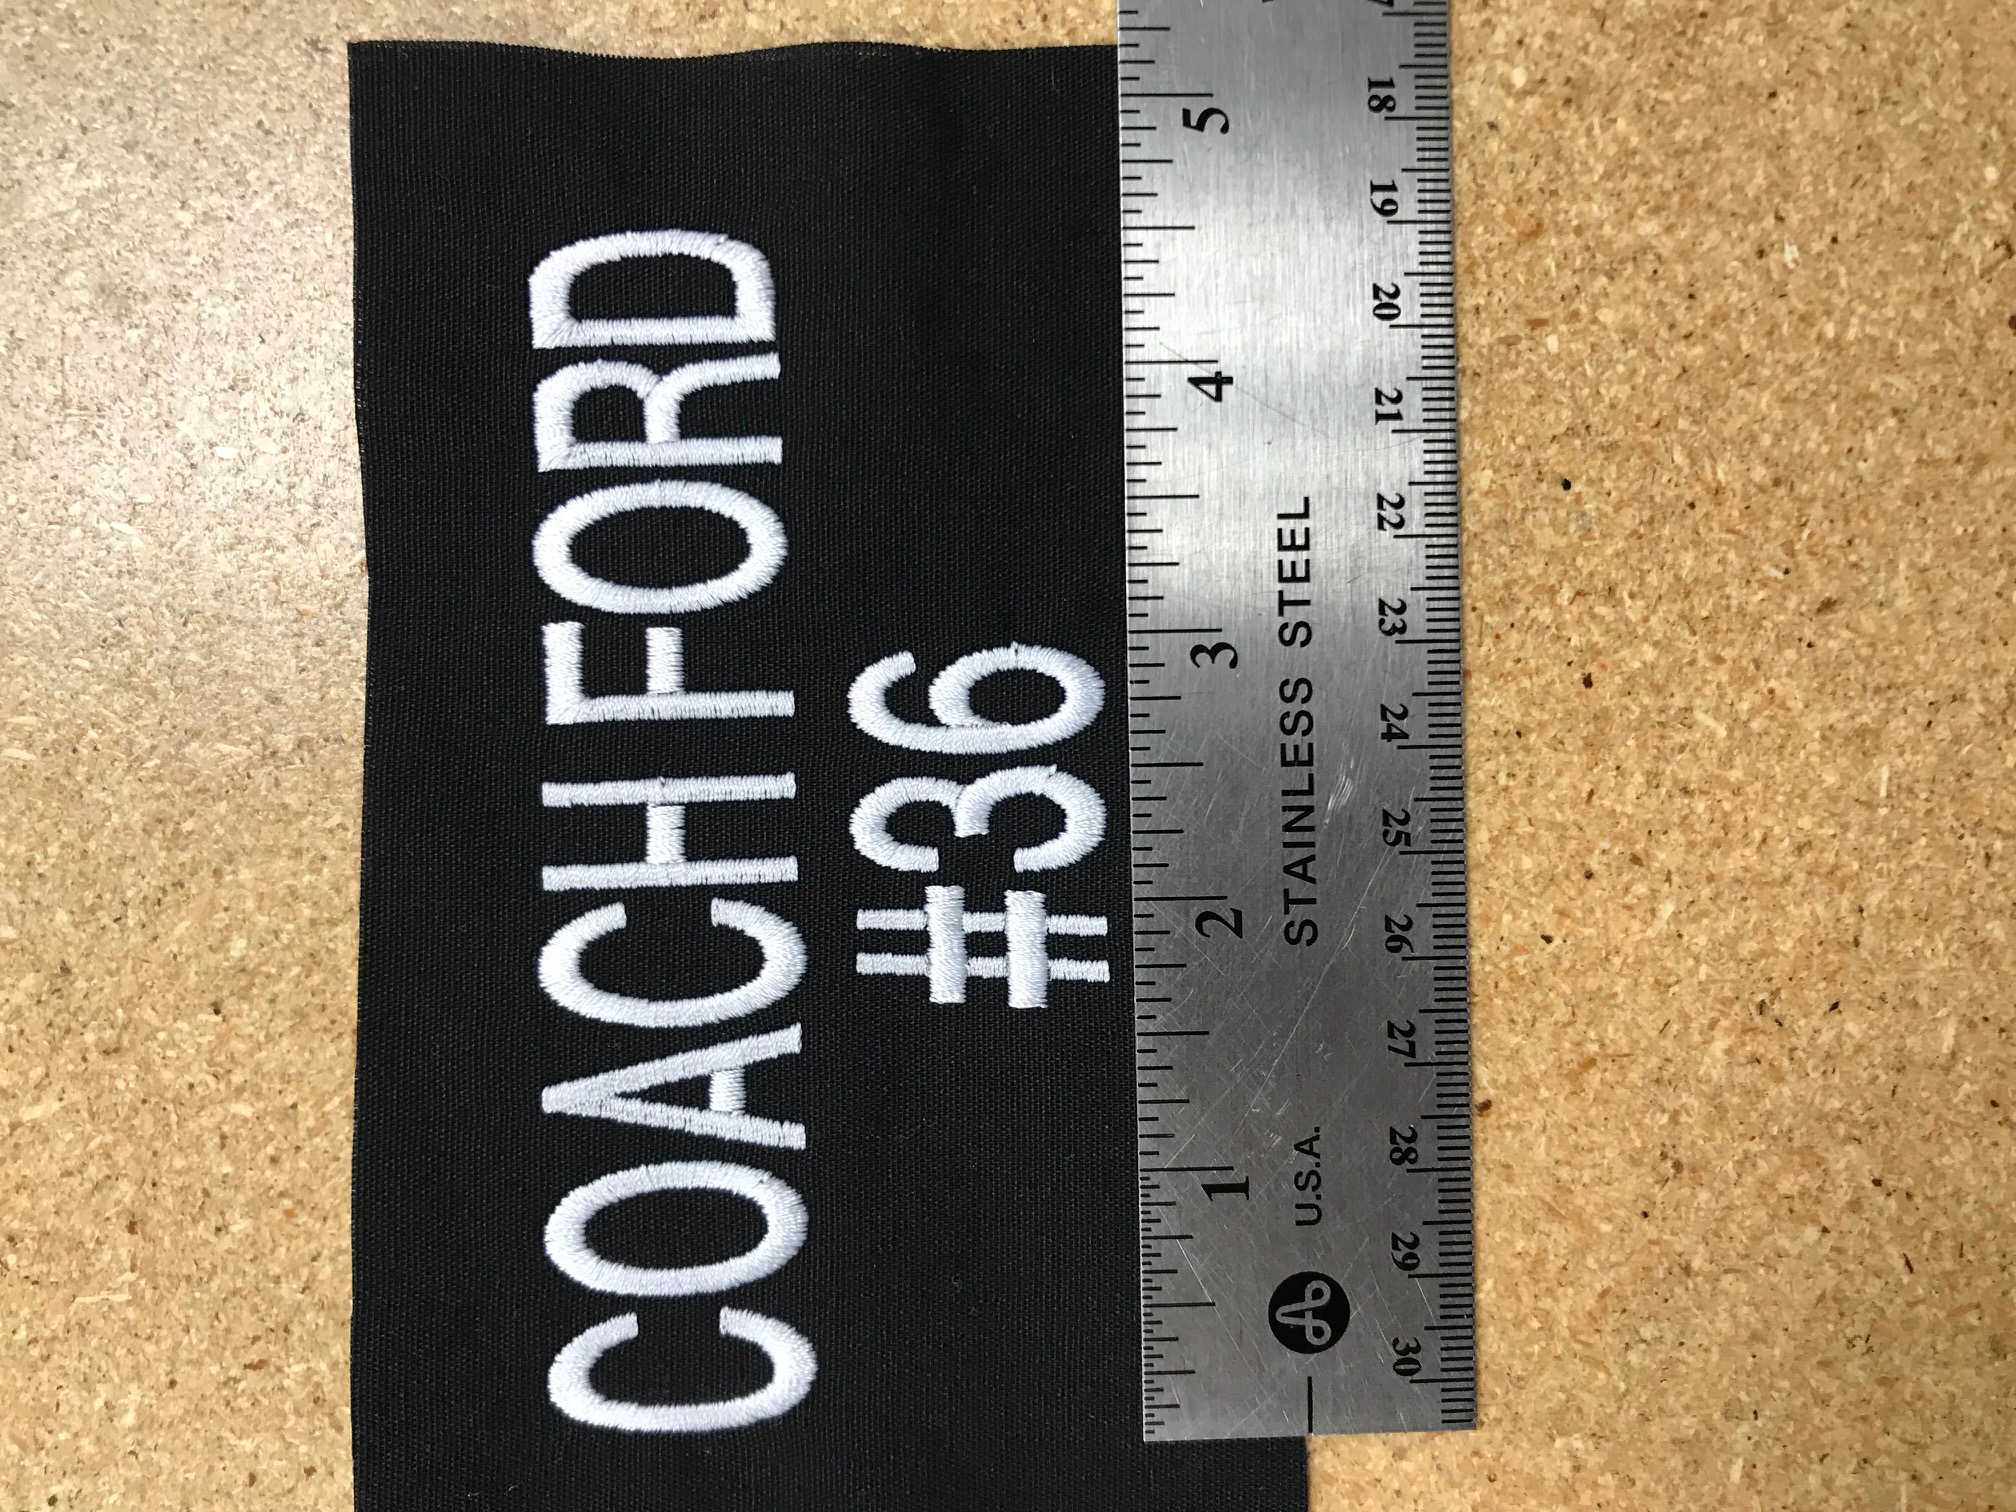 COACH FORD
#36
1 2 3 4 5
STAINLESS STEEL
U.S.A.
18 19 20 21 22 23 24 25 26 27 28 29 30